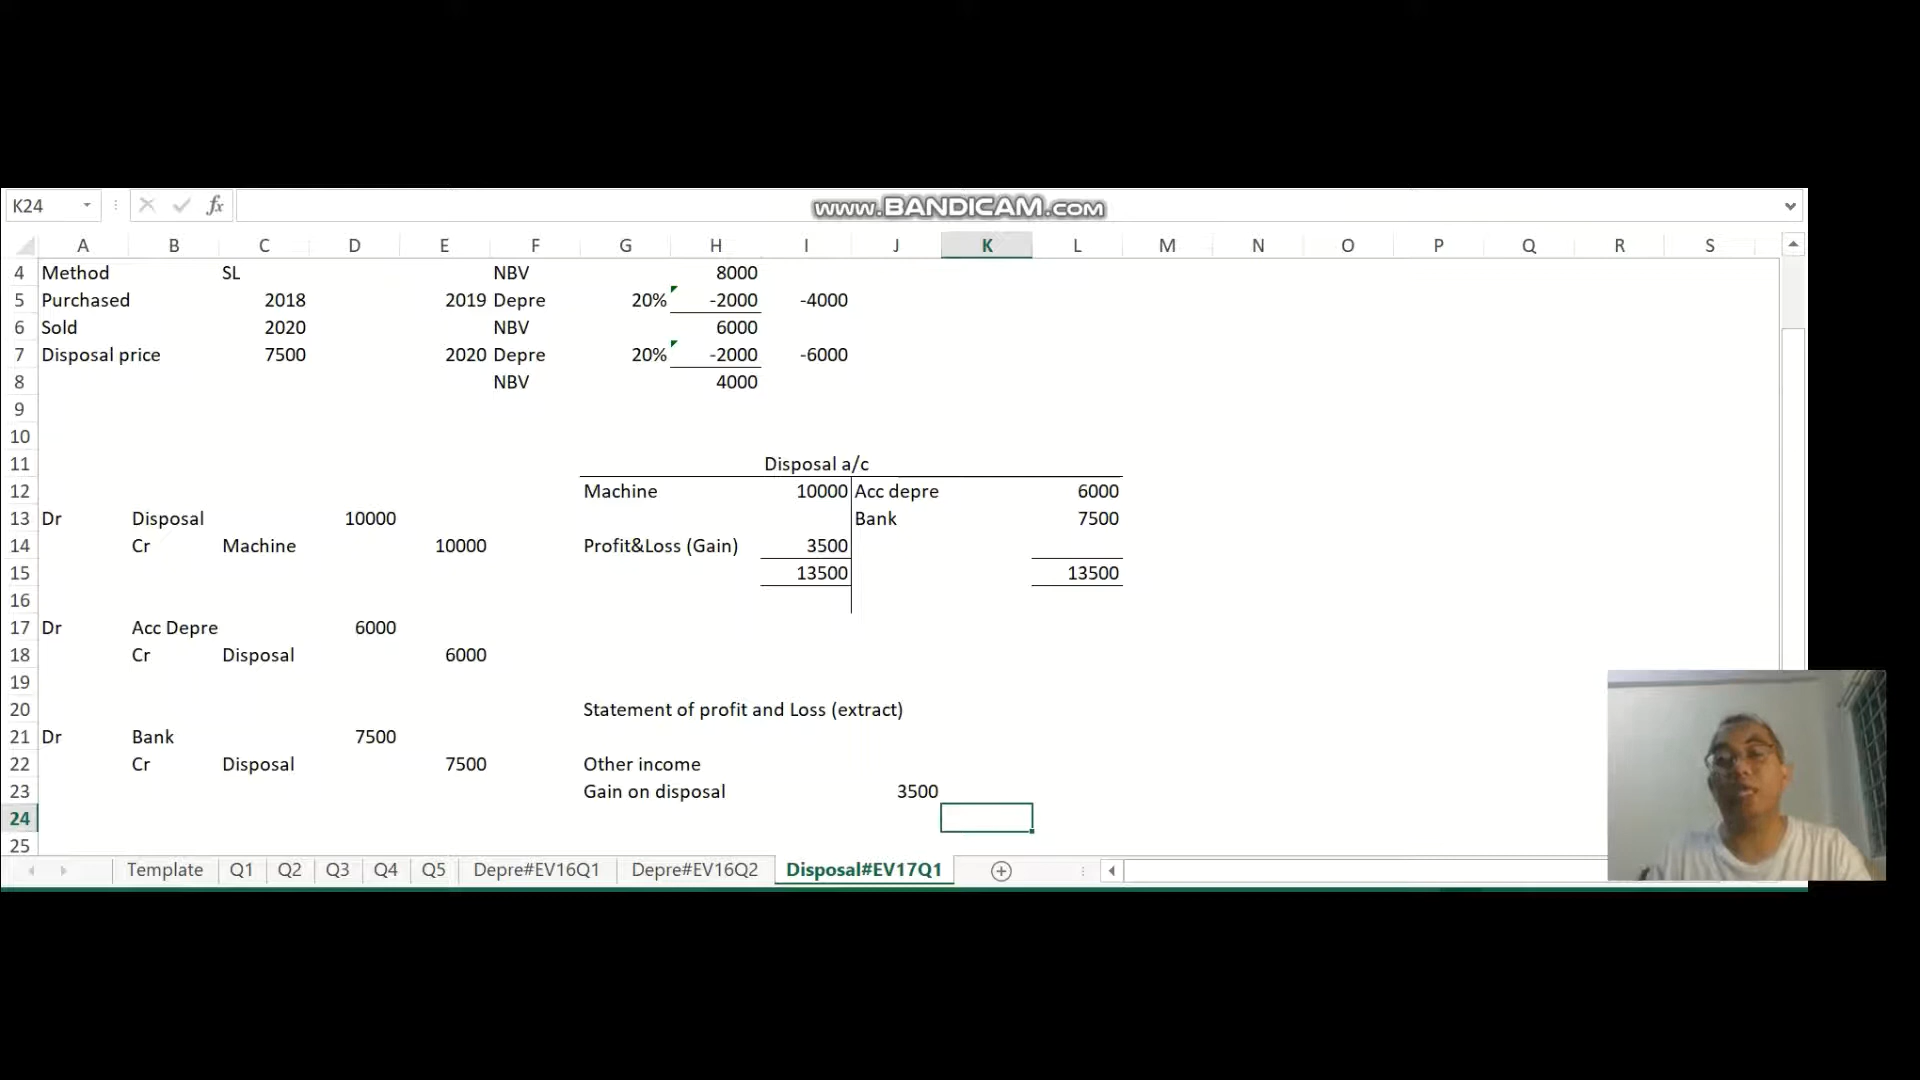 K24 fx www.BANDICAM.com
A B C D E F G H I J K L M N O P Q R S
4 Method SL NBV 8000
5 Purchased 2018 2019 Depre 20% -2000 -4000
6 Sold 2020 NBV 6000
7 Disposal price 7500 2020 Depre 20% -2000 -6000
8 NBV 4000
9
10
11 Disposal a/c
12 Machine 10000 Acc depre 6000
13 Dr Disposal 10000 Bank 7500
14 Cr Machine 10000 Profit&Loss (Gain) 3500
15 13500 13500
16
17 Dr Acc Depre 6000
18 Cr Disposal 6000
19
20 Statement of profit and Loss (extract)
21 Dr Bank 7500
22 Cr Disposal 7500 Other income
23 Gain on disposal 3500
24
25
Template Q1 Q2 Q3 Q4 Q5 Depre#EV16Q1 Depre#EV16Q2 Disposal#EV17Q1